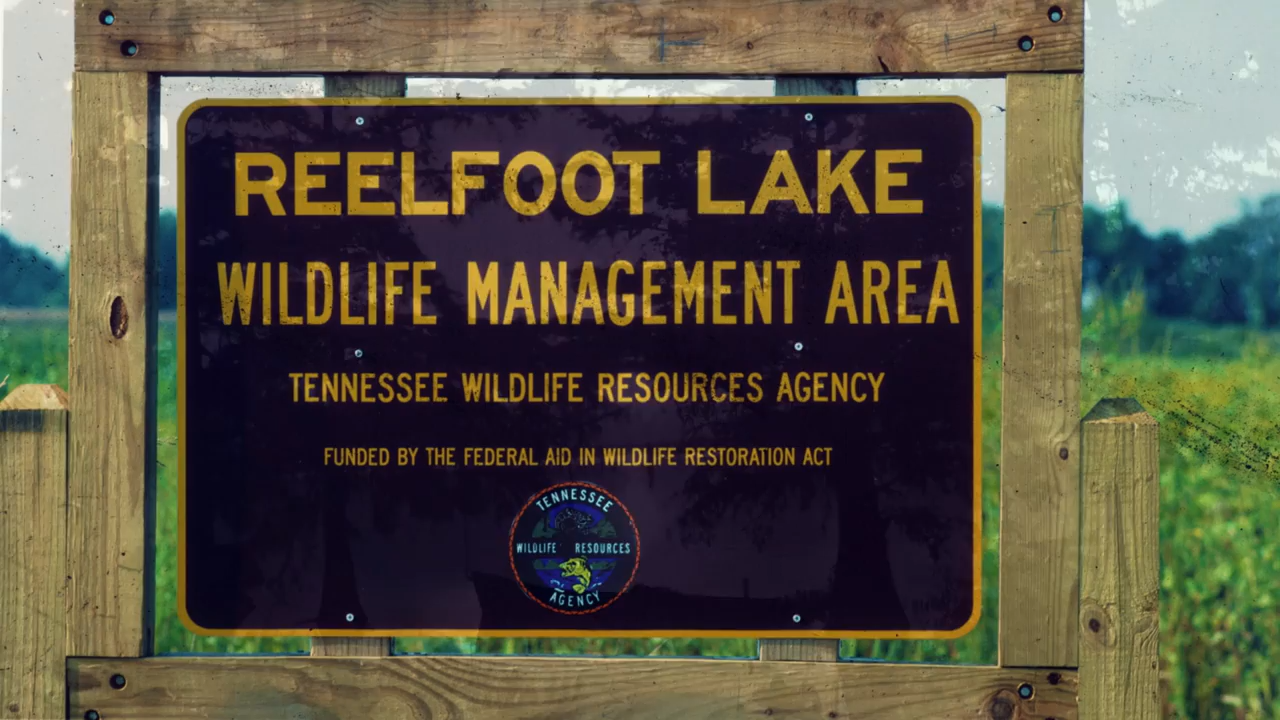 REELFOOT LAKE
WILDLIFE MANAGEMENT AREA
TENNESSEE WILDLIFE RESOURCES AGENCY
FUNDED BY THE FEDERAL AID IN WILDLIFE RESTORATION ACT
TENNESSEE
WILDLIFE RESOURCES
AGENCY